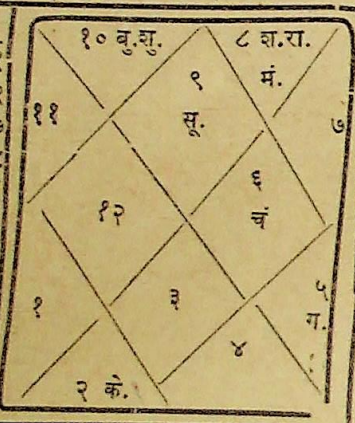 १० बु.शु.
८ श.रा.
मं.
९
सू.
११
७
६
चं
१२
५
ग.
१
३
४
२ के.